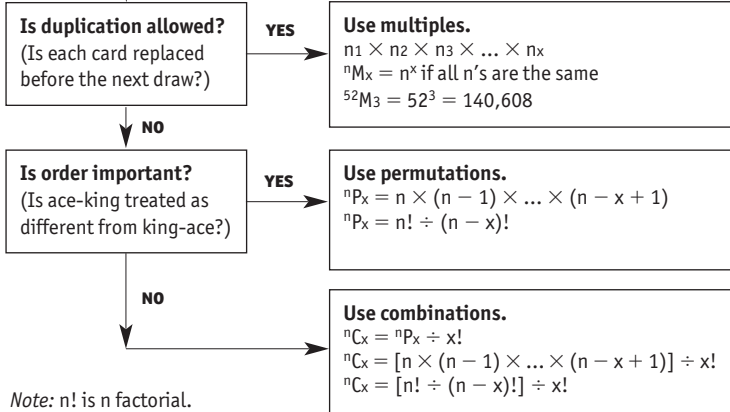 Is duplication allowed?
(Is each card replaced
before the next draw?)
YES
Use multiples.
n1 × n2 × n3 × ... × nx
ⁿMx = nˣ if all n's are the same
⁵²M3 = 52³ = 140,608
NO
Is order important?
(Is ace-king treated as
different from king-ace?)
YES
Use permutations.
ⁿPx = n × (n – 1) × ... × (n – x + 1)
ⁿPx = n! ÷ (n – x)!
NO
Use combinations.
ⁿCx = ⁿPx ÷ x!
ⁿCx = [n × (n – 1) × ... × (n – x + 1)] ÷ x!
ⁿCx = [n! ÷ (n – x)!] ÷ x!
Note: n! is n factorial.